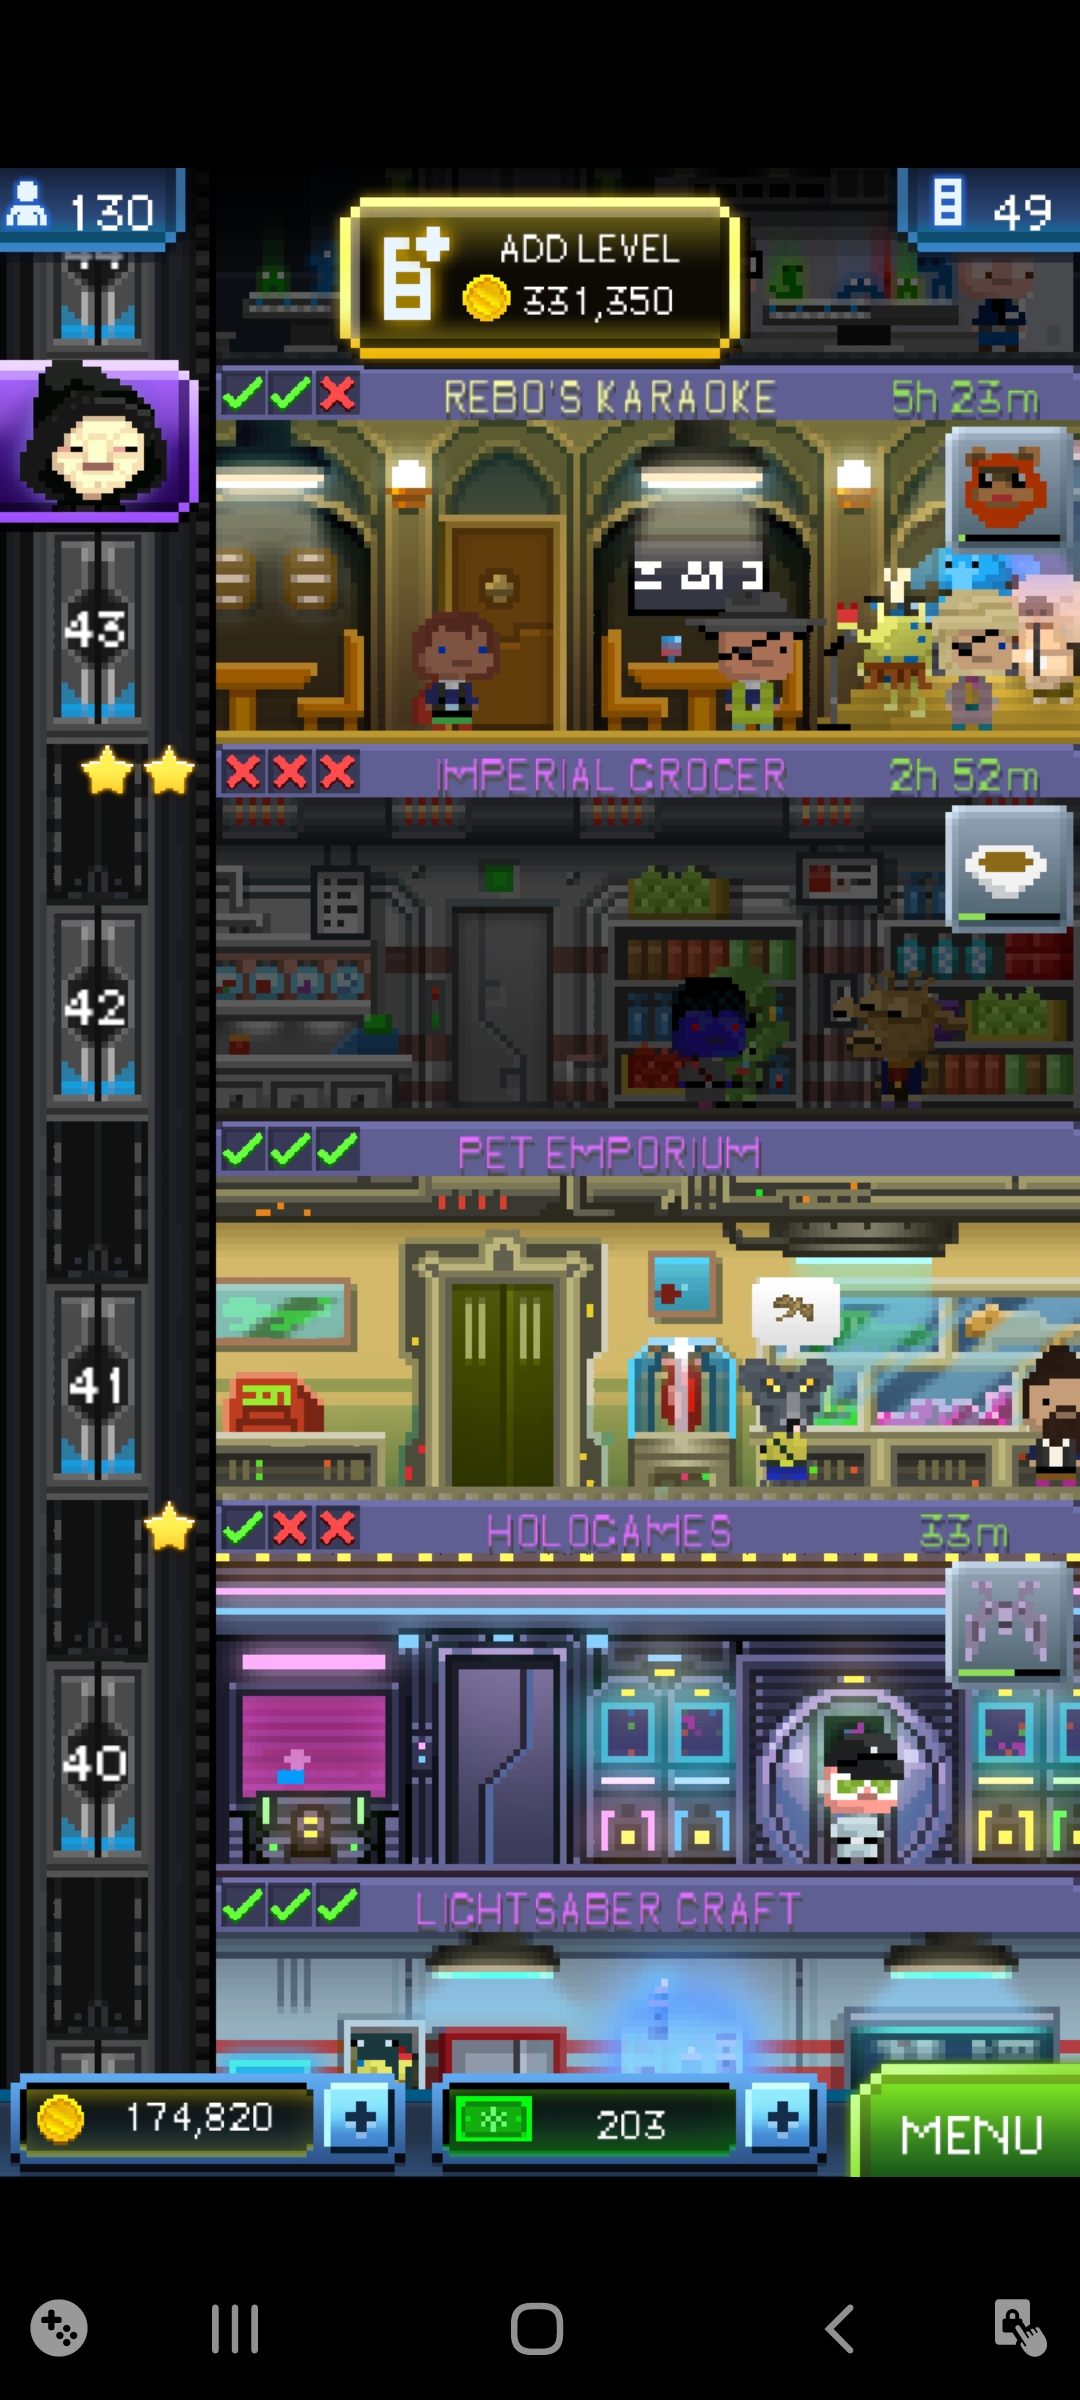 130
ADD LEVEL
331,350
49
REBO'S KARAOKE
5h 23m
43
IMPERIAL GROCER
2h 52m
42
PET EMPORIUM
41
HOLOGAMES
33m
40
LIGHTSABER CRAFT
174,820
203
MENU